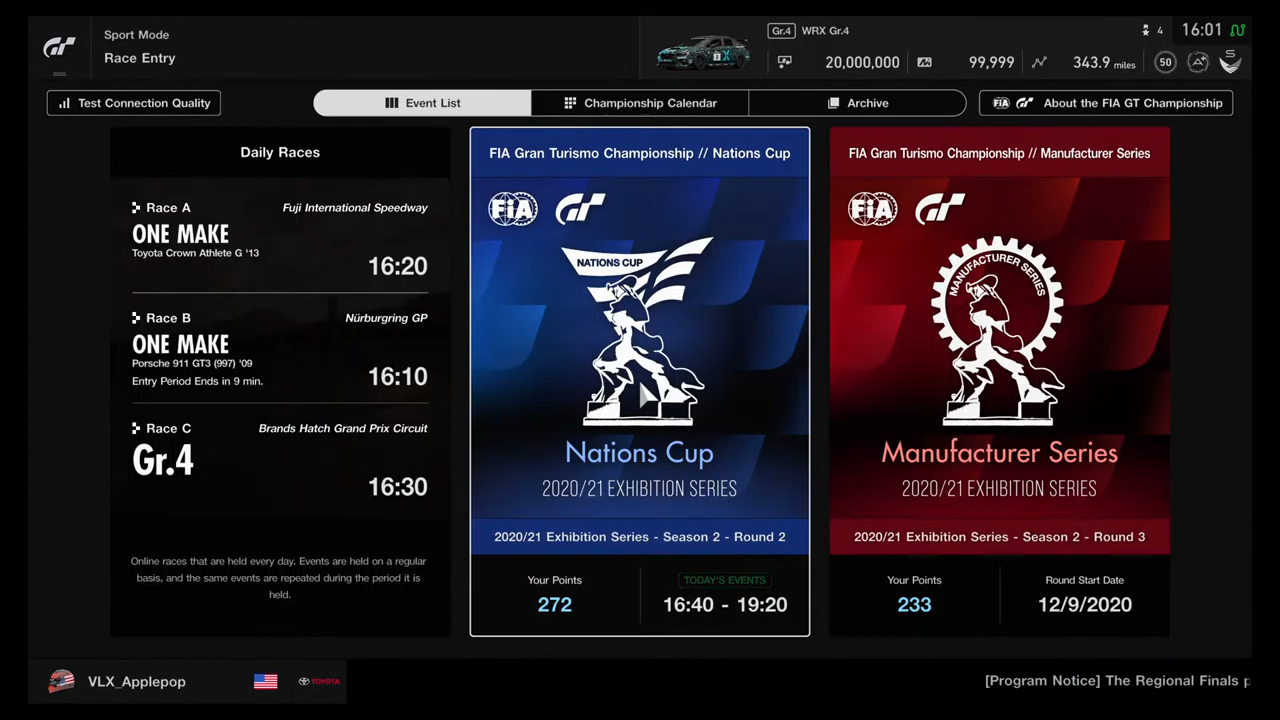 Sport Mode
Race Entry
Gr.4 WRX Gr.4
4 16:01
20,000,000 99,999 343.9 miles 50
Test Connection Quality
Event List
Championship Calendar
Archive
FIA GT About the FIA GT Championship
Daily Races
Race A Fuji International Speedway
ONE MAKE
Toyota Crown Athlete G '13
16:20
Race B Nürburgring GP
ONE MAKE
Porsche 911 GT3 (997) '09
Entry Period Ends in 9 min. 16:10
Race C Brands Hatch Grand Prix Circuit
Gr.4
16:30
Online races that are held every day. Events are held on a regular
basis, and the same events are repeated during the period it is
held.
FIA Gran Turismo Championship // Nations Cup
FIA GT
NATIONS CUP
Nations Cup
2020/21 EXHIBITION SERIES
2020/21 Exhibition Series - Season 2 - Round 2
Your Points
272
TODAY'S EVENTS
16:40 - 19:20
FIA Gran Turismo Championship // Manufacturer Series
FIA GT
MANUFACTURER SERIES
Manufacturer Series
2020/21 EXHIBITION SERIES
2020/21 Exhibition Series - Season 2 - Round 3
Your Points
233
Round Start Date
12/9/2020
VLX_Applepop TOYOTA
[Program Notice] The Regional Finals p